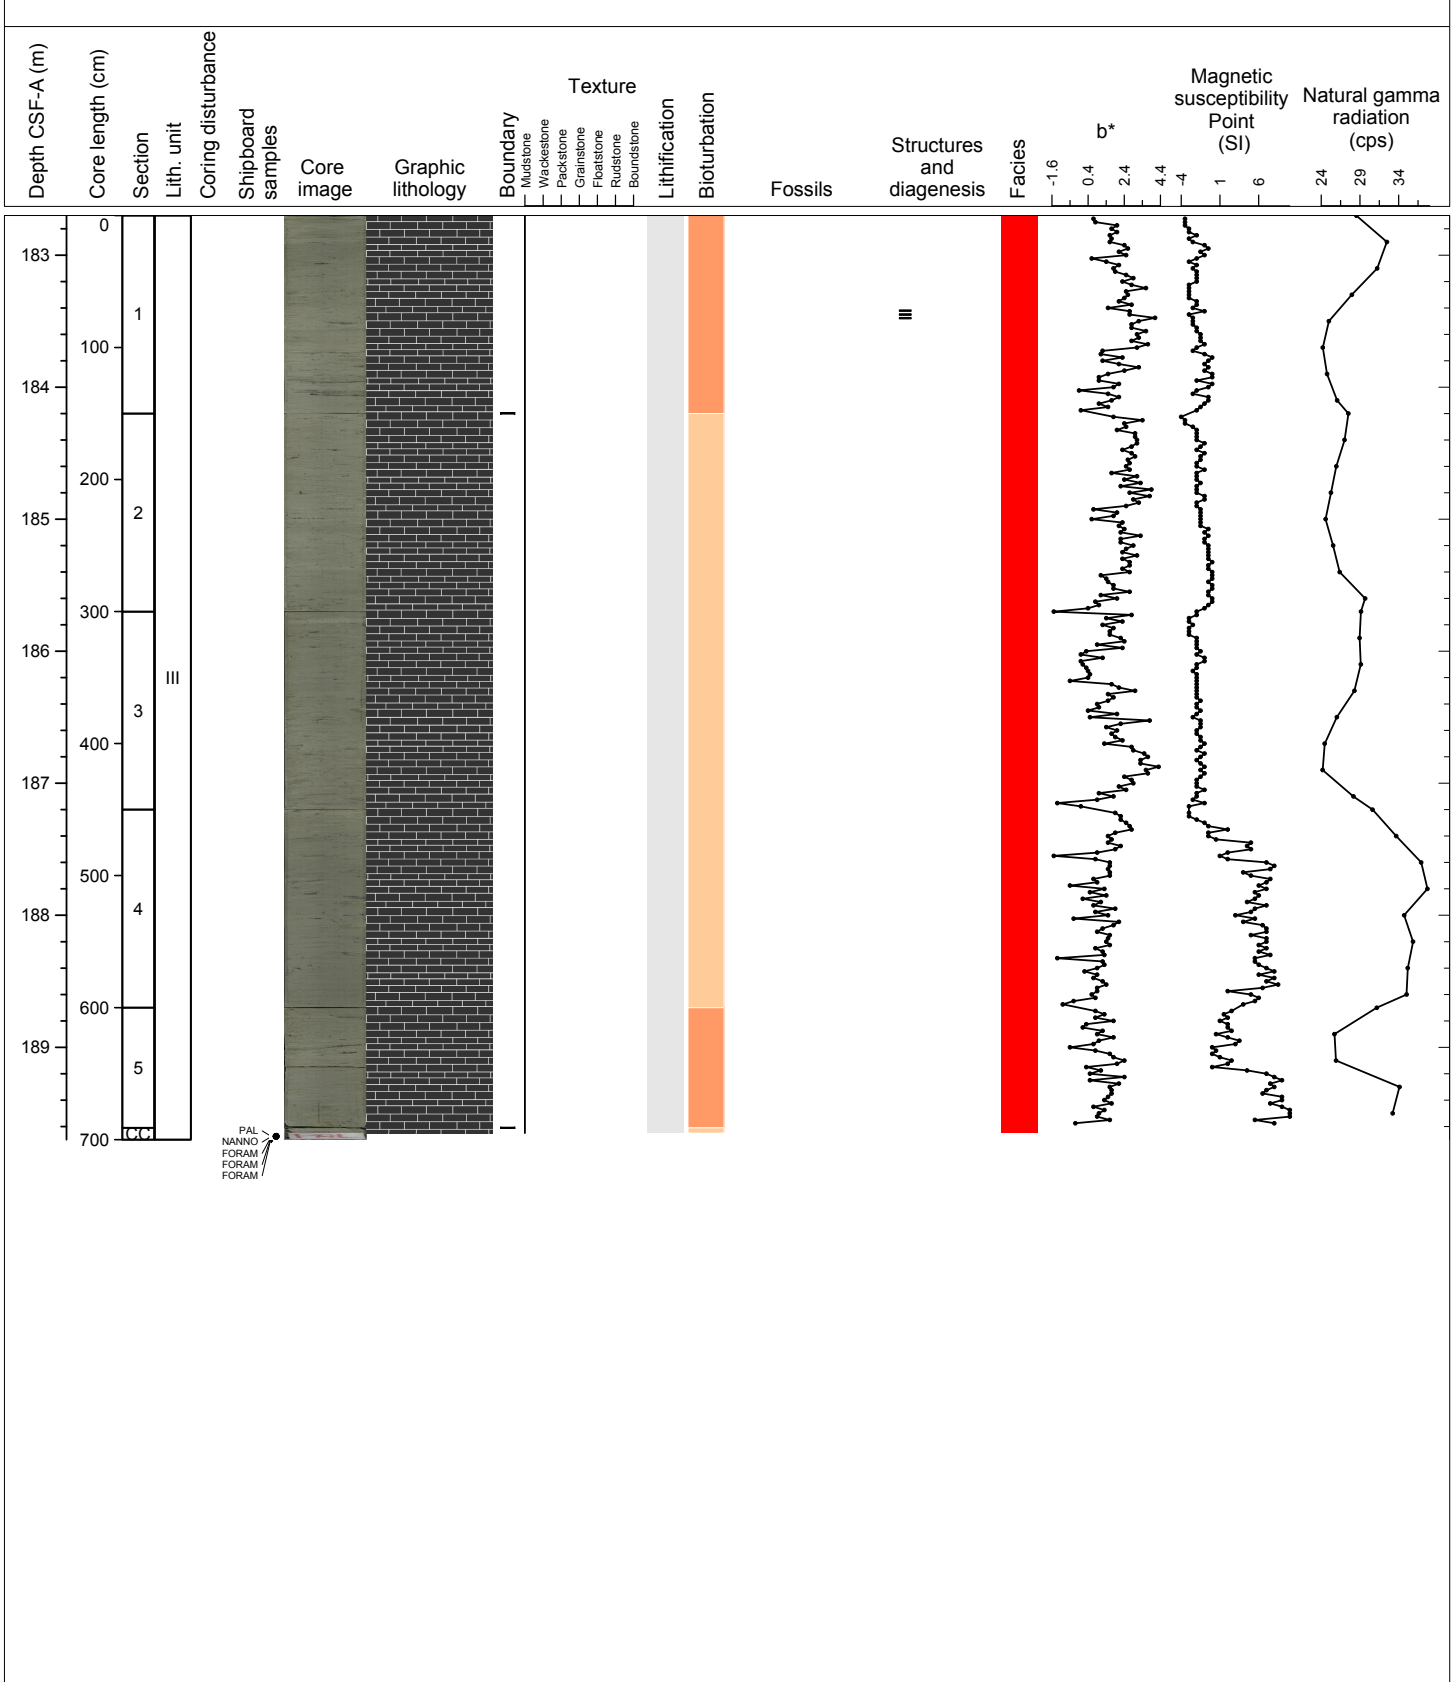 Depth CSF-A (m)
Core length (cm)
Section
Lith. unit
Coring disturbance
Shipboard
samples
Core
image
Graphic
lithology
Boundary
Texture
Mudstone
Wackestone
Packstone
Grainstone
Floatstone
Rudstone
Boundstone
Lithification
Bioturbation
Fossils
Structures
and
diagenesis
Facies
b*
-1.6
0.4
2.4
4.4
Magnetic
susceptibility
Point
(SI)
-4
1
6
Natural gamma
radiation
(cps)
24
29
34
183
184
185
186
187
188
189
0
100
200
300
400
500
600
700
1
2
3
4
5
CC
III
PAL
NANNO
FORAM
FORAM
FORAM